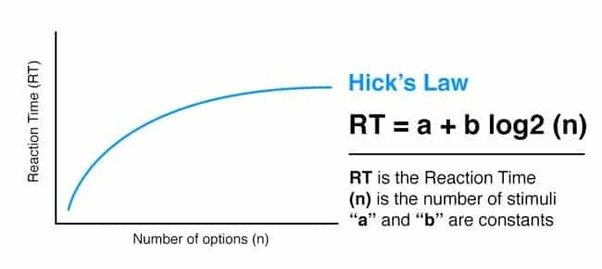 Reaction Time (RT)
Number of options (n)
Hick's Law
RT = a + b log2 (n)
RT is the Reaction Time
(n) is the number of stimuli
“a” and “b” are constants